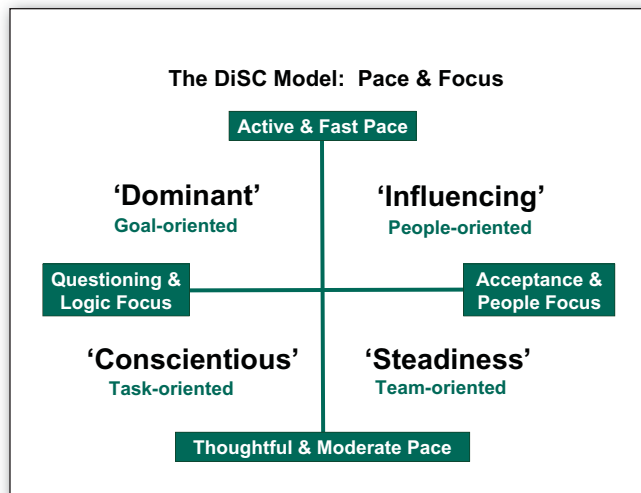 The DiSC Model:  Pace & Focus
Active & Fast Pace
‘Dominant’
Goal-oriented
‘Influencing’
People-oriented
Questioning &
Logic Focus
Acceptance &
People Focus
‘Conscientious’
Task-oriented
‘Steadiness’
Team-oriented
Thoughtful & Moderate Pace